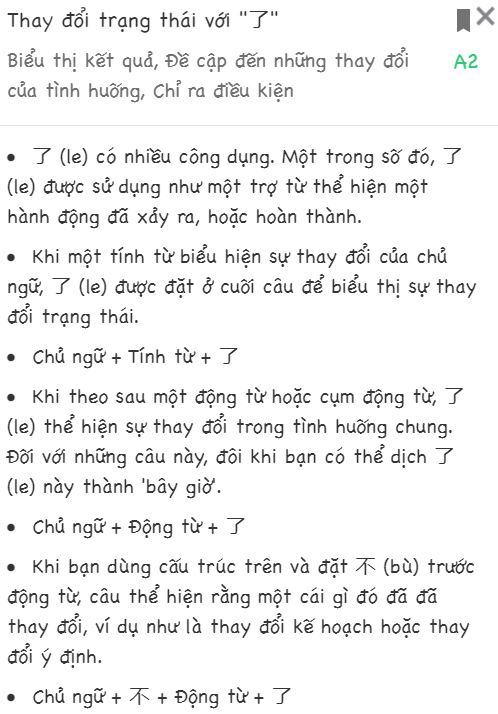 Thay đổi trạng thái với "了"
Biểu thị kết quả, Đề cập đến những thay đổi
của tình huống, Chỉ ra điều kiện
A2
• 了 (le) có nhiều công dụng. Một trong số đó, 了
(le) được sử dụng như một trợ từ thể hiện một
hành động đã xảy ra, hoặc hoàn thành.
• Khi một tính từ biểu hiện sự thay đổi của chủ
ngữ, 了 (le) được đặt ở cuối câu để biểu thị sự thay
đổi trạng thái.
• Chủ ngữ + Tính từ + 了
• Khi theo sau một động từ hoặc cụm động từ, 了
(le) thể hiện sự thay đổi trong tình huống chung.
Đối với những câu này, đôi khi bạn có thể dịch 了
(le) này thành 'bây giờ'.
• Chủ ngữ + Động từ + 了
• Khi bạn dùng cấu trúc trên và đặt 不 (bù) trước
động từ, câu thể hiện rằng một cái gì đó đã đã
thay đổi, ví dụ như là thay đổi kế hoạch hoặc thay
đổi ý định.
• Chủ ngữ + 不 + Động từ + 了